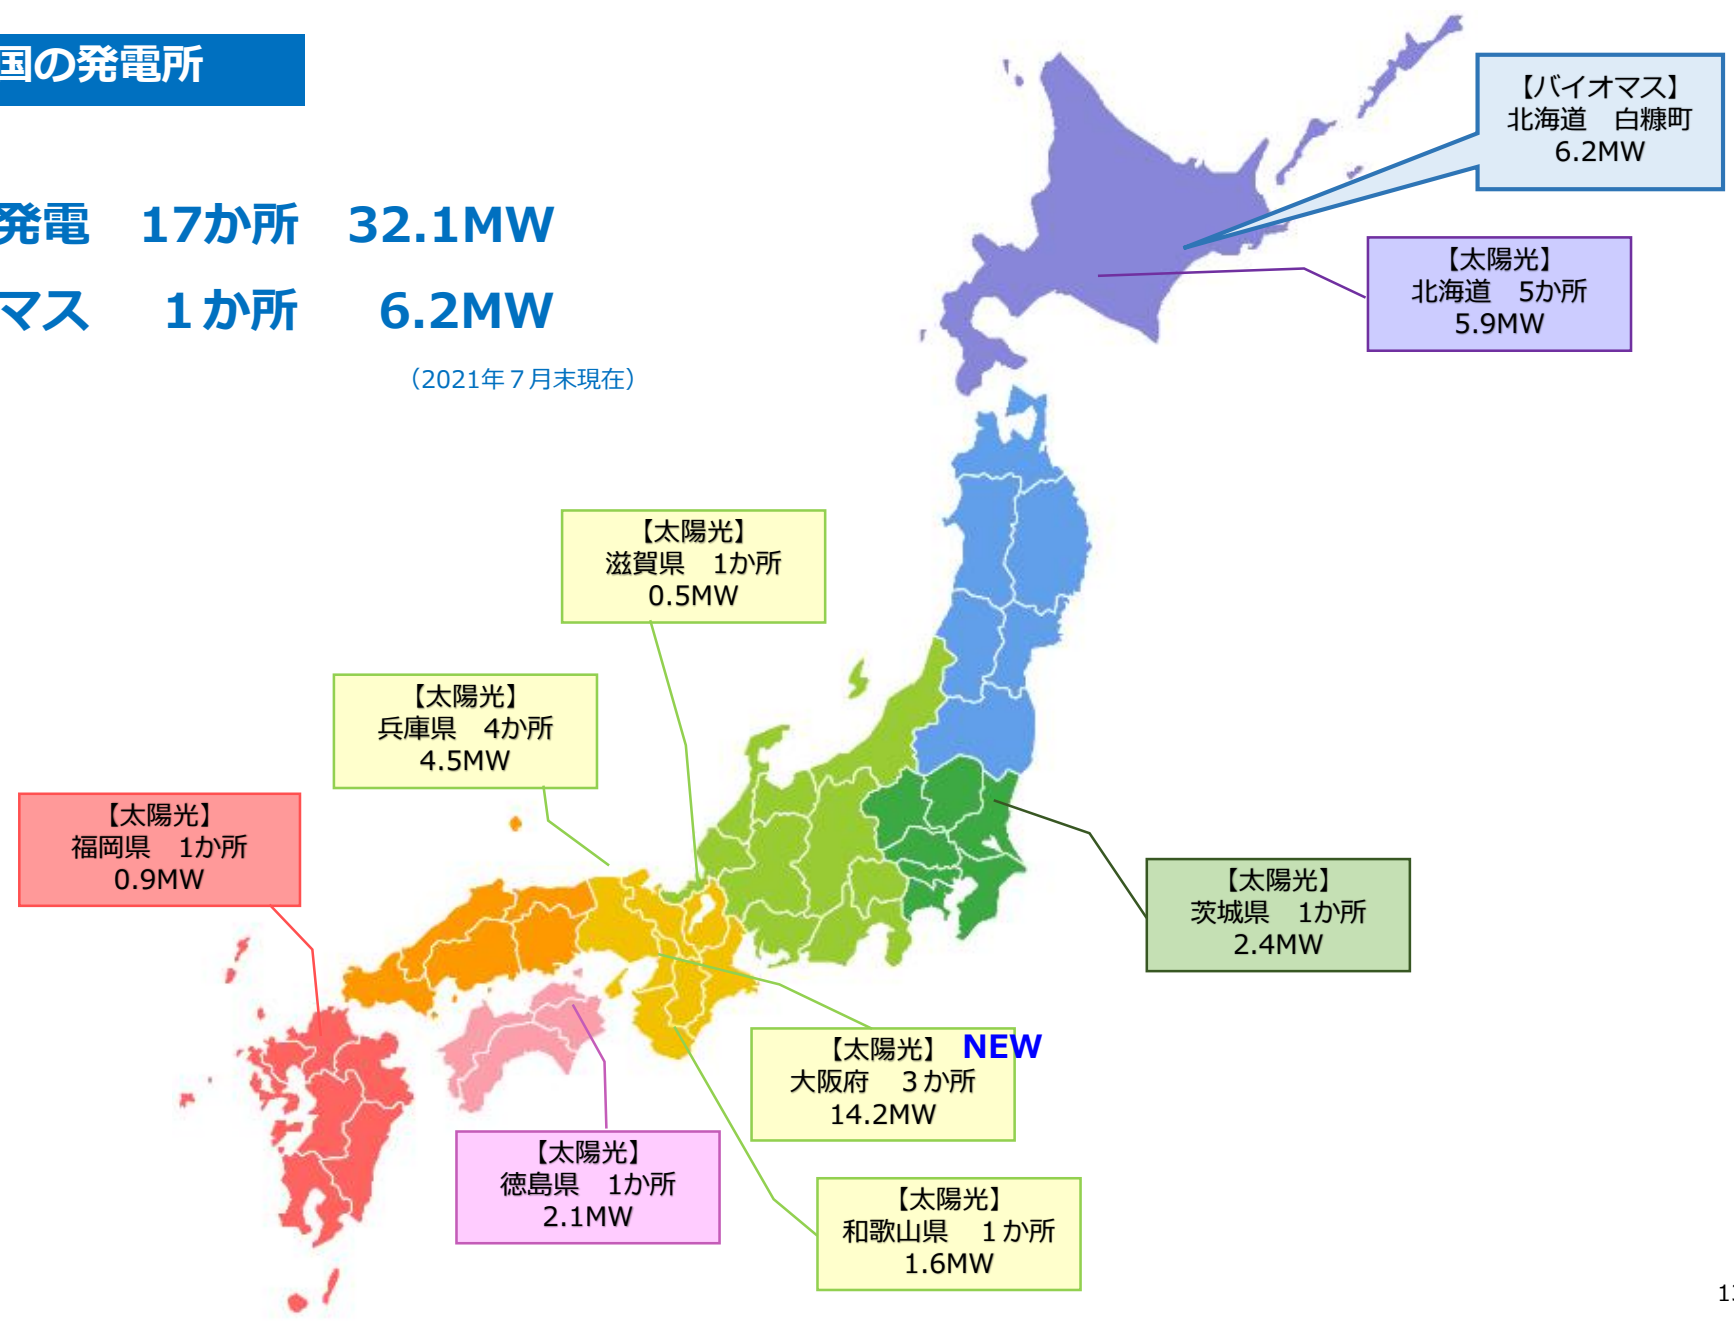 国の発電所
発電　17か所　32.1MW
マス　１か所　6.2MW
（2021年７月末現在）
【バイオマス】
北海道　白糠町
6.2MW
【太陽光】
北海道　5か所
5.9MW
【太陽光】
滋賀県　1か所
0.5MW
【太陽光】
兵庫県　4か所
4.5MW
【太陽光】
福岡県　1か所
0.9MW
【太陽光】
茨城県　1か所
2.4MW
【太陽光】 NEW
大阪府　３か所
14.2MW
【太陽光】
徳島県　1か所
2.1MW
【太陽光】
和歌山県　１か所
1.6MW